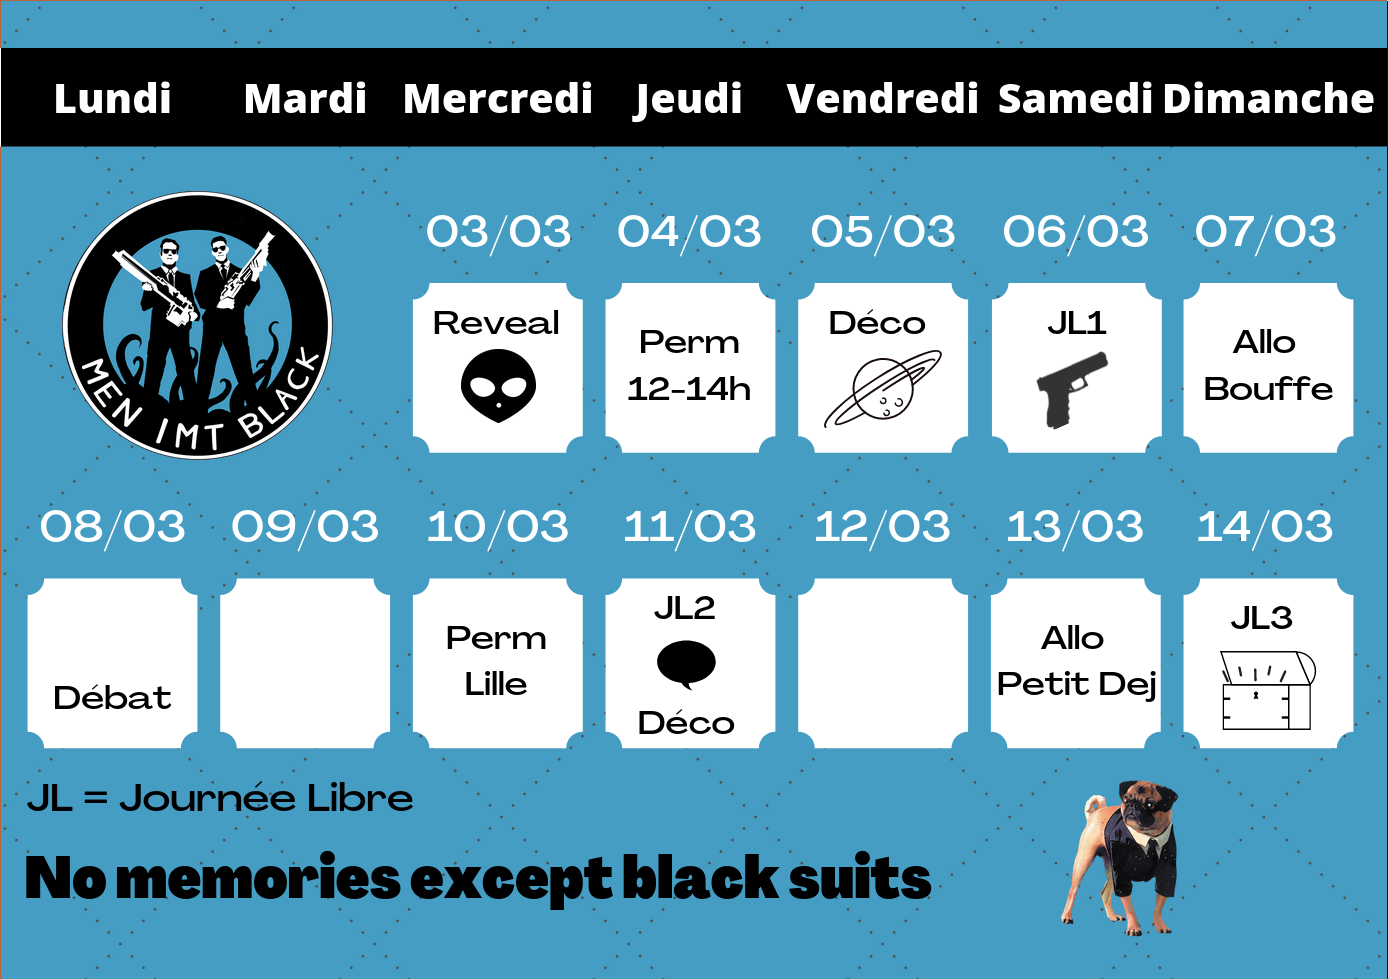 Lundi Mardi Mercredi Jeudi Vendredi Samedi Dimanche
MEN IMT BLACK
03/03 04/03 05/03 06/03 07/03
Reveal
Perm
12-14h
Déco
JL1
Allo
Bouffe
08/03 09/03 10/03 11/03 12/03 13/03 14/03
Débat
Perm
Lille
JL2
Déco
Allo
Petit Dej
JL3
JL = Journée Libre
No memories except black suits